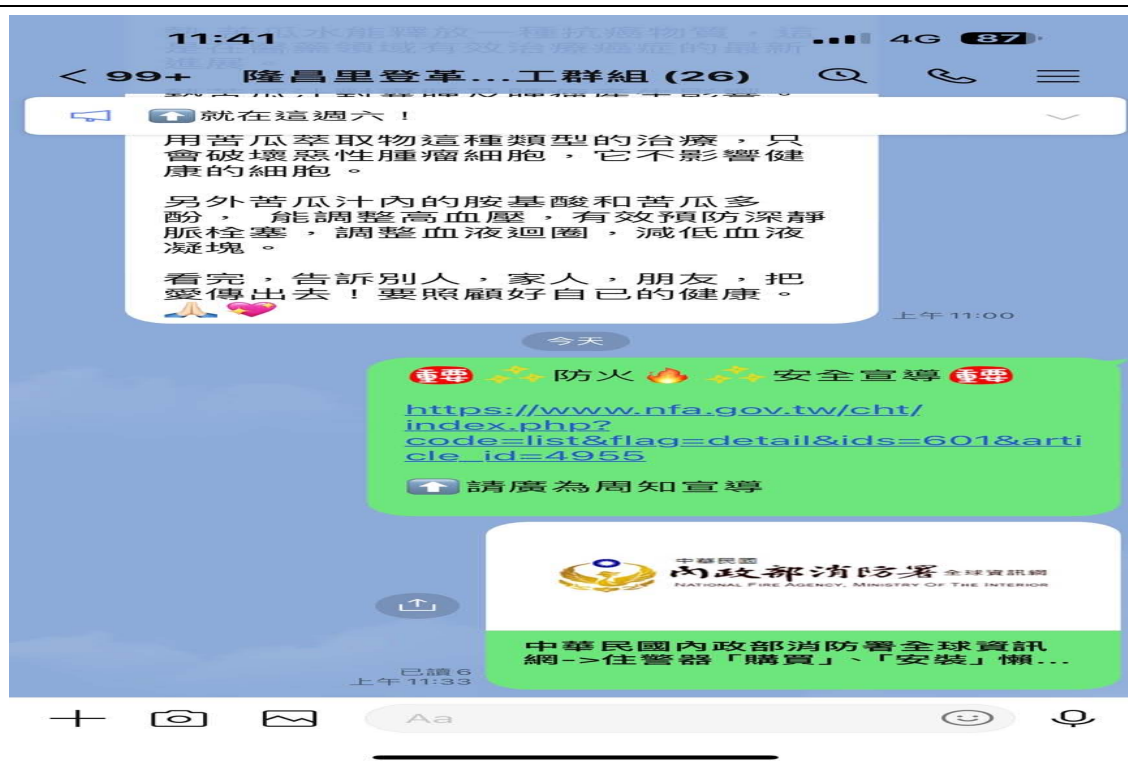 11:41
4G 87
< 99+ 隆昌里登革...工群組 (26)
⬆️就在這週六！
用苦瓜萃取物這種類型的治療，只
會破壞惡性腫瘤細胞，它不影響健
康的細胞。
另外苦瓜汁內的胺基酸和苦瓜多
酚， 能調整高血壓，有效預防深靜
脈栓塞，調整血液迴圈，減低血液
凝塊。
看完，告訴別人，家人，朋友，把
愛傳出去！要照顧好自已的健康。
🙏🏻💖
上午 11:00
今天
重要 ✨防火🔥 ✨安全宣導重要
https://www.nfa.gov.tw/cht/
index.php?
code=list&flag=detail&ids=601&arti
cle_id=4955
⬆️請廣為周知宣導
中華民國
內政部消防署全球資訊網
NATIONAL FIRE AGENCY, MINISTRY OF THE INTERIOR
中華民國內政部消防署全球資訊
網->住警器「購買」、「安裝」懶...
已讀 6
上午 11:33
Aa